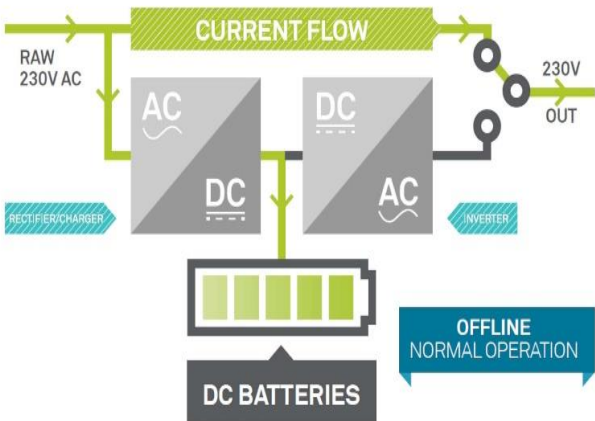 CURRENT FLOW
RAW
230V AC
230V
OUT
AC
DC
DC
AC
RECTIFIER/CHARGER
INVERTER
OFFLINE
NORMAL OPERATION
DC BATTERIES